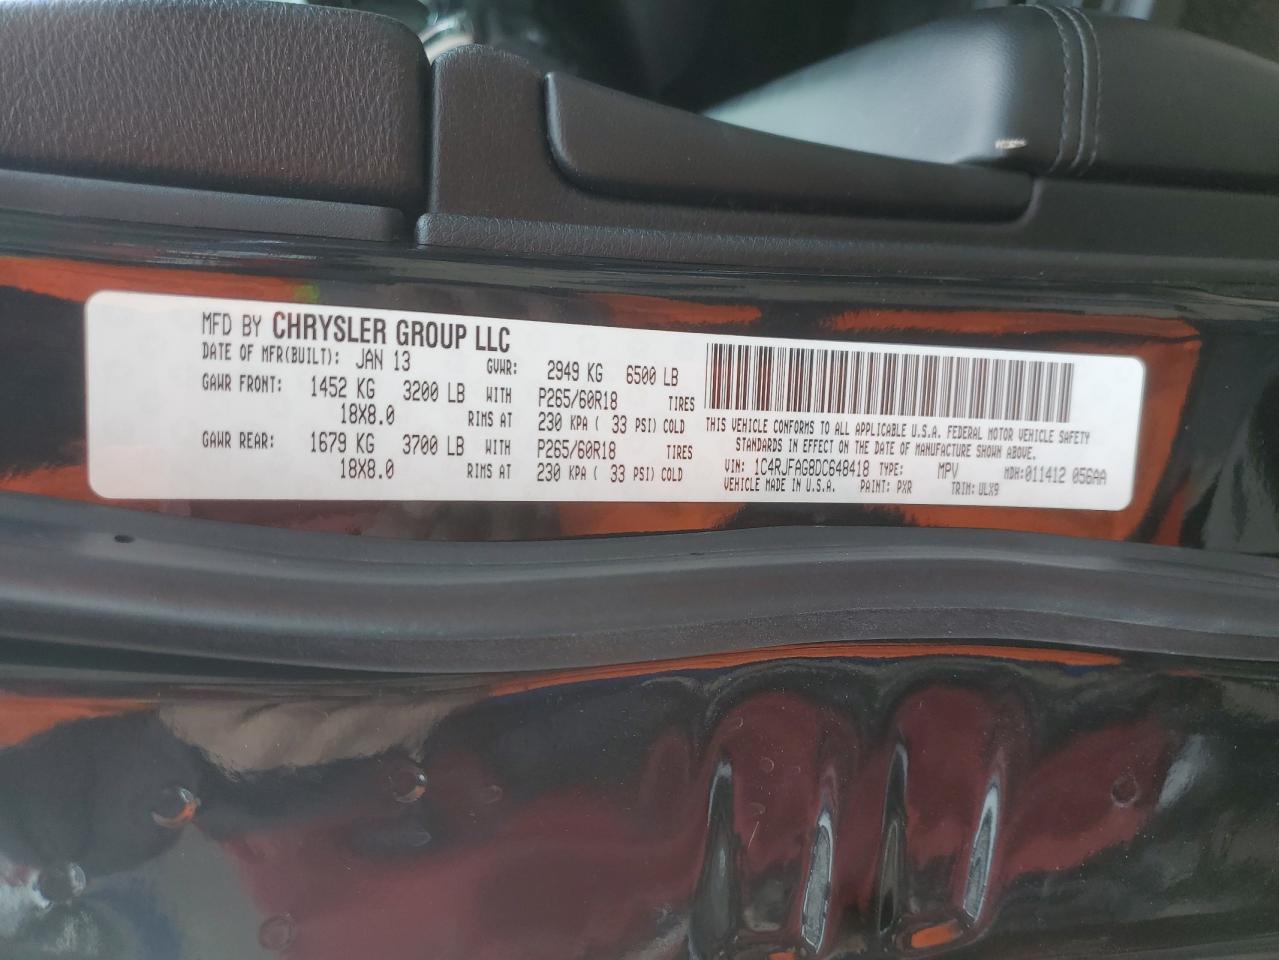 MFD BY CHRYSLER GROUP LLC
DATE OF MFR(BUILT): JAN 13 GVWR: 2949 KG 6500 LB
GAWR FRONT: 1452 KG 3200 LB WITH P265/60R18 TIRES
18X8.0 RIMS AT 230 KPA ( 33 PSI) COLD
GAWR REAR: 1679 KG 3700 LB WITH P265/60R18 TIRES
18X8.0 RIMS AT 230 KPA ( 33 PSI) COLD
THIS VEHICLE CONFORMS TO ALL APPLICABLE U.S.A. FEDERAL MOTOR VEHICLE SAFETY
STANDARDS IN EFFECT ON THE DATE OF MANUFACTURE SHOWN ABOVE.
VIN: 1C4RJFAG8DC648418 TYPE: MPV MDH:011412 056AA
VEHICLE MADE IN U.S.A. PAINT: PXR TRIM: ULX9